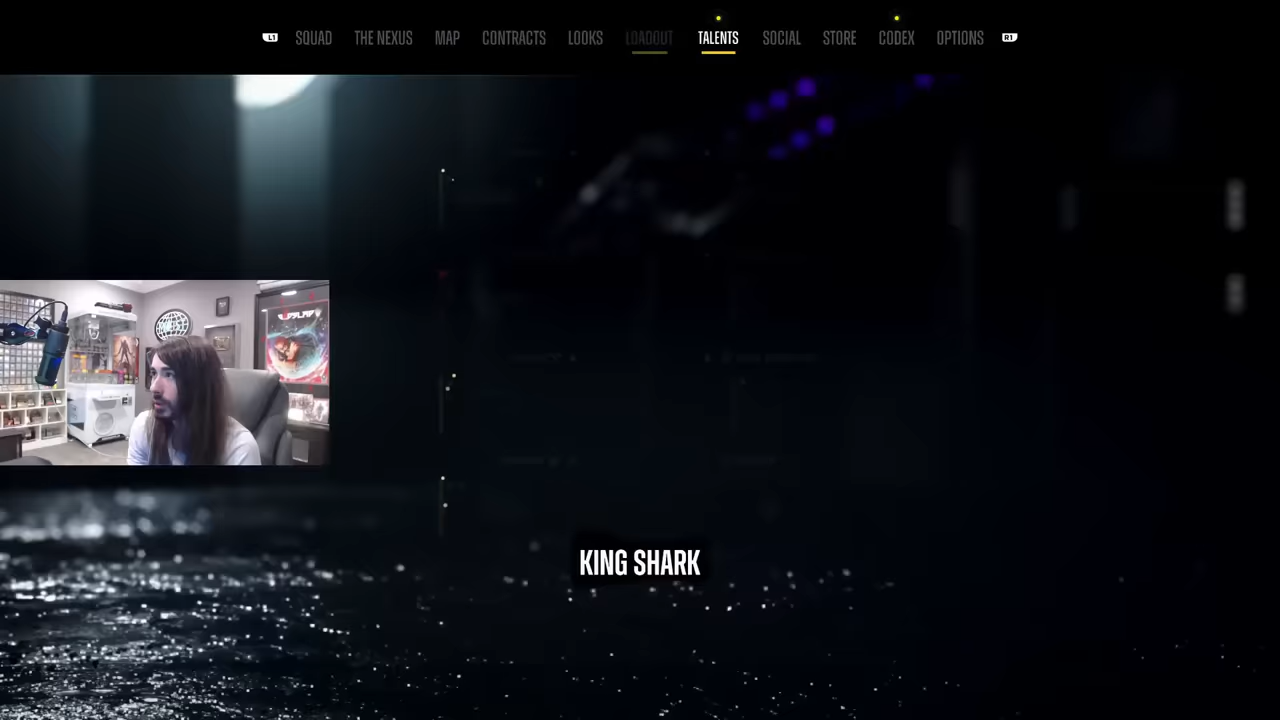 L1 SQUAD THE NEXUS MAP CONTRACTS LOOKS LOADOUT TALENTS SOCIAL STORE CODEX OPTIONS R1
KING SHARK